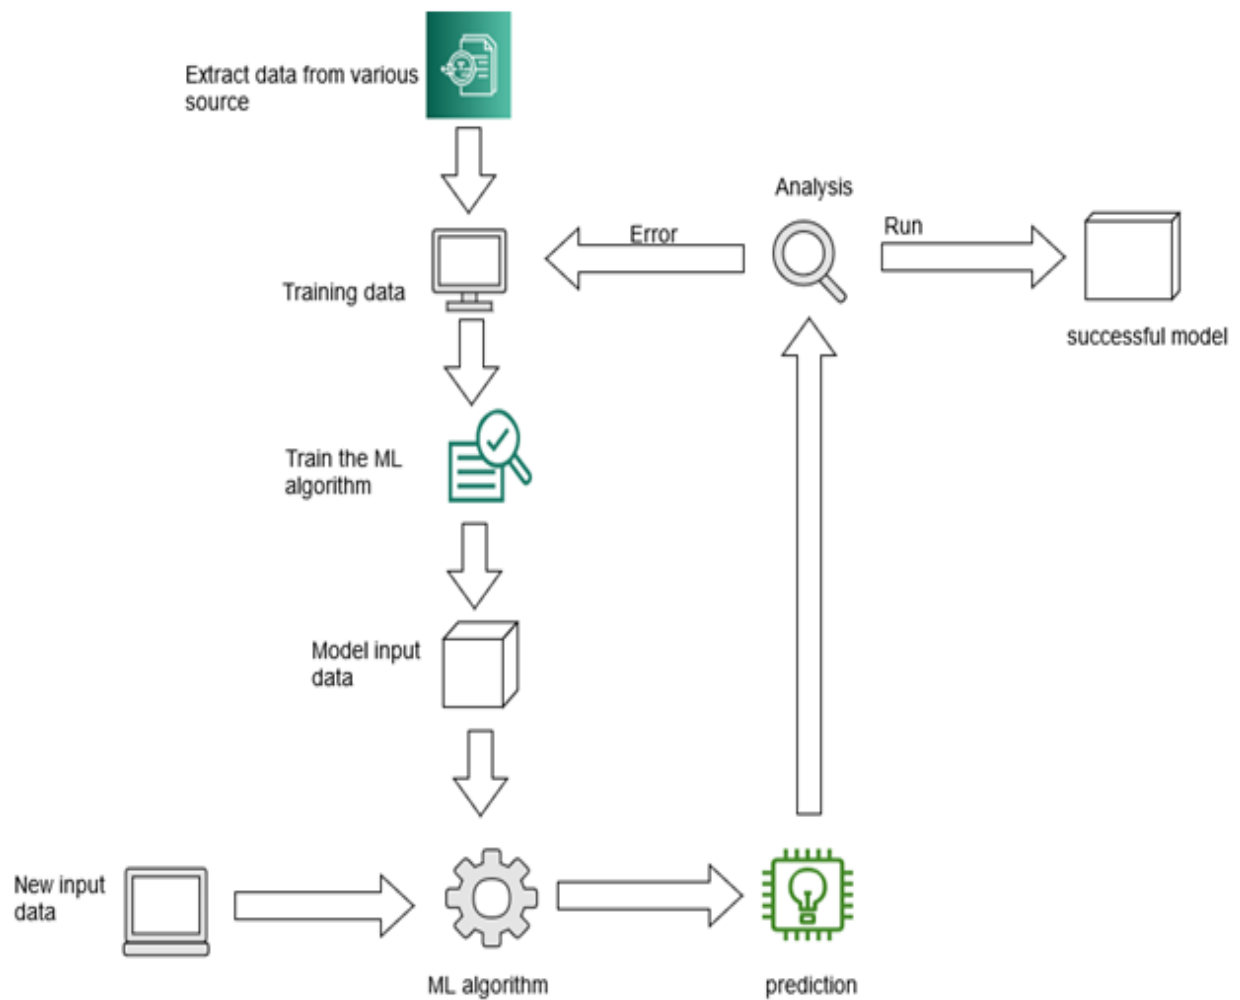 Extract data from various
source
Analysis
Error
Run
Training data
successful model
Train the ML
algorithm
Model input
data
New input
data
ML algorithm
prediction